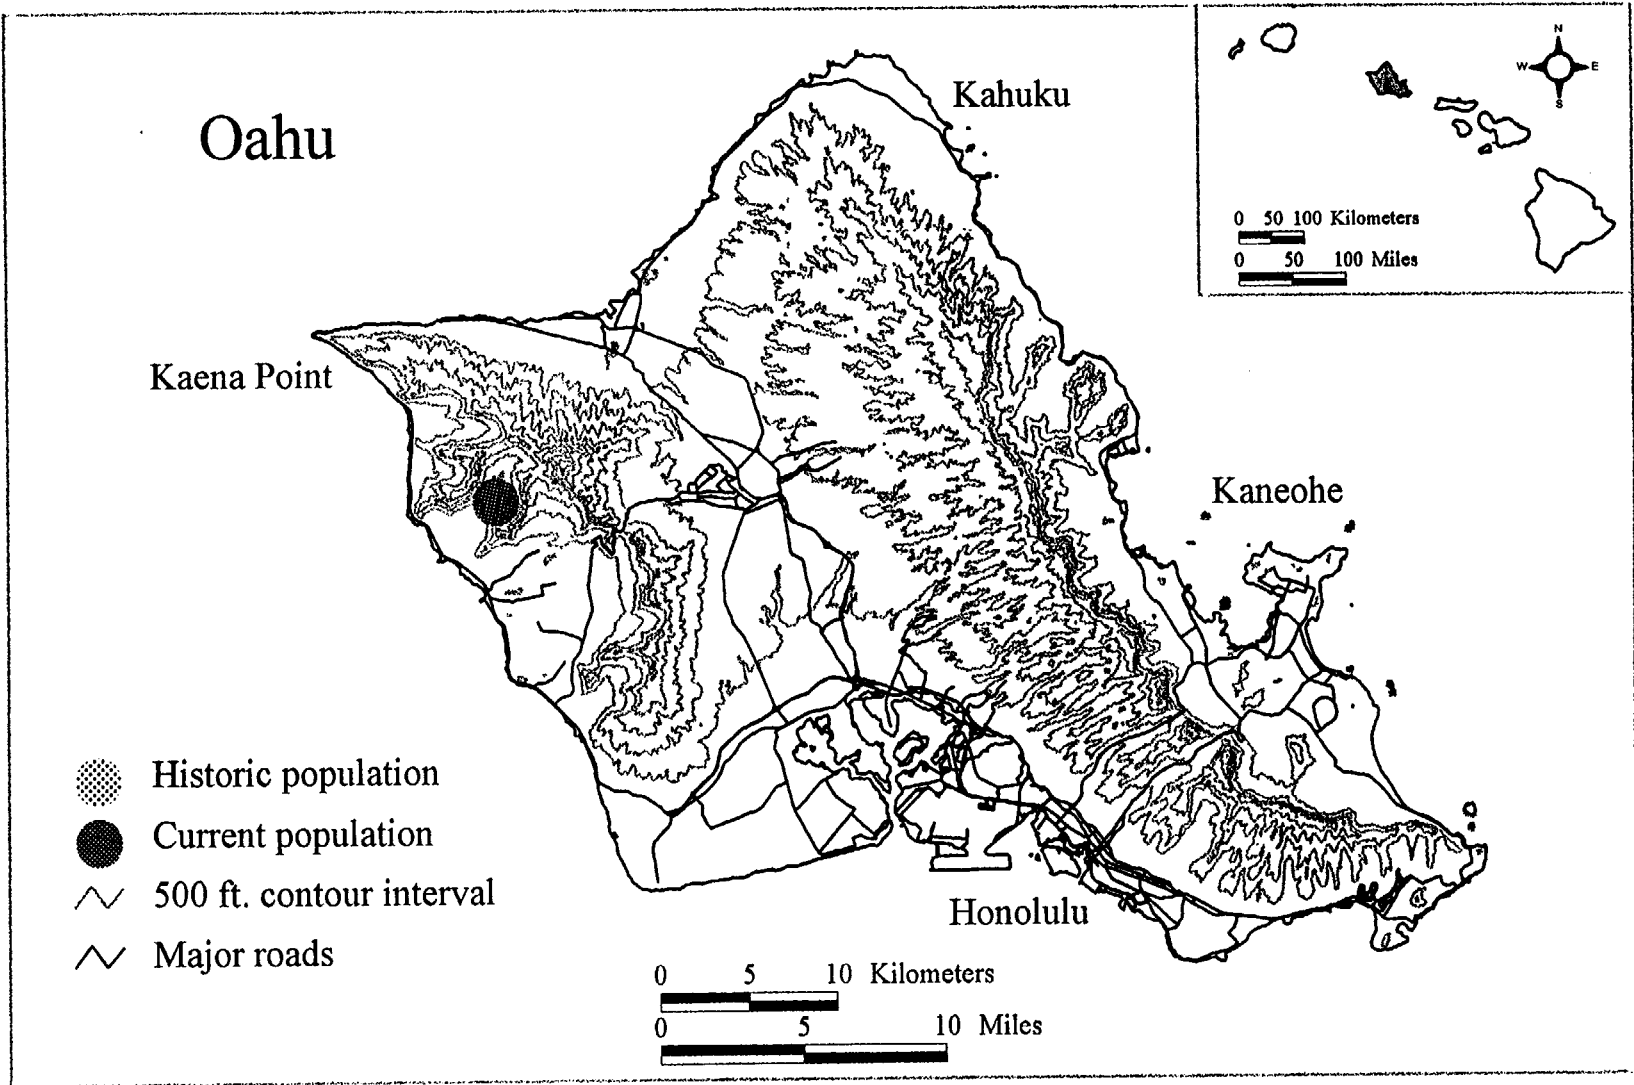 Oahu
Kahuku
Kaena Point
Kaneohe
Honolulu
N
W E
S
0 50 100 Kilometers
0 50 100 Miles
Historic population
Current population
500 ft. contour interval
Major roads
0 5 10 Kilometers
0 5 10 Miles